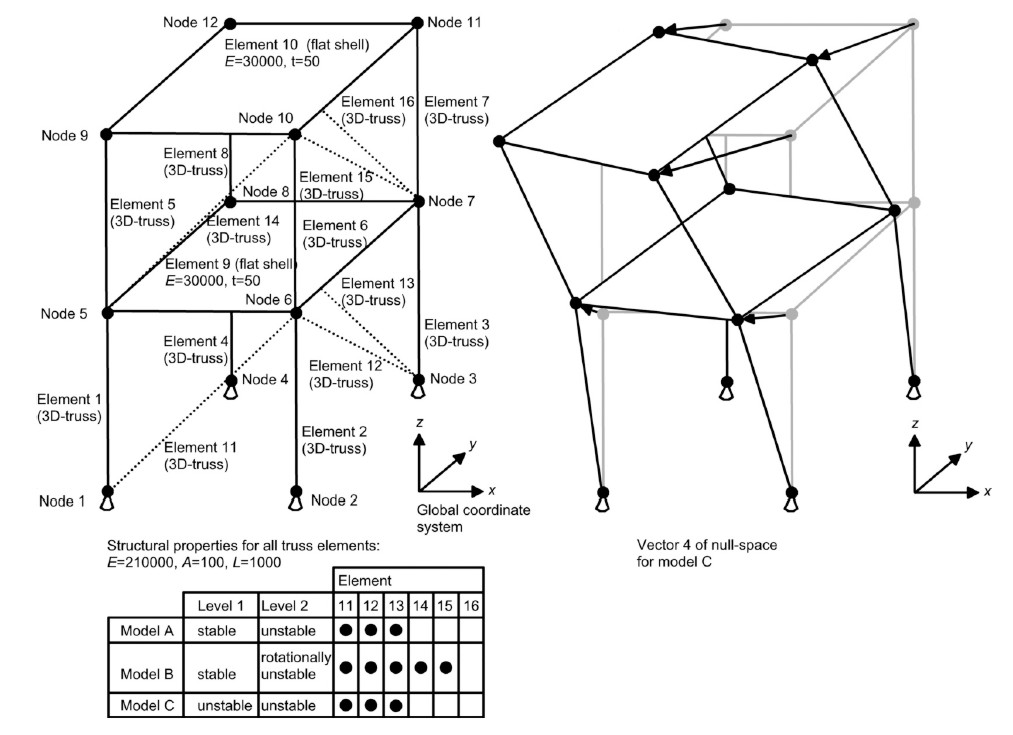 Node 12
Node 11
Element 10 (flat shell)
E=30000, t=50
Element 16
(3D-truss)
Element 7
(3D-truss)
Node 10
Node 9
Element 8
(3D-truss)
Element 15
(3D-truss)
Node 8
Node 7
Element 5
(3D-truss)
Element 14
(3D-truss)
Element 6
(3D-truss)
Element 9 (flat shell)
E=30000, t=50
Element 13
(3D-truss)
Node 6
Node 5
Element 3
(3D-truss)
Element 4
(3D-truss)
Element 12
(3D-truss)
Node 4
Node 3
Element 1
(3D-truss)
Element 2
(3D-truss)
Element 11
(3D-truss)
Node 1
Node 2
z
y
x
Global coordinate
system
z
y
x
Vector 4 of null-space
for model C
Structural properties for all truss elements:
E=210000, A=100, L=1000
Element
Level 1 Level 2 11 12 13 14 15 16
Model A stable unstable
Model B stable rotationally unstable
Model C unstable unstable